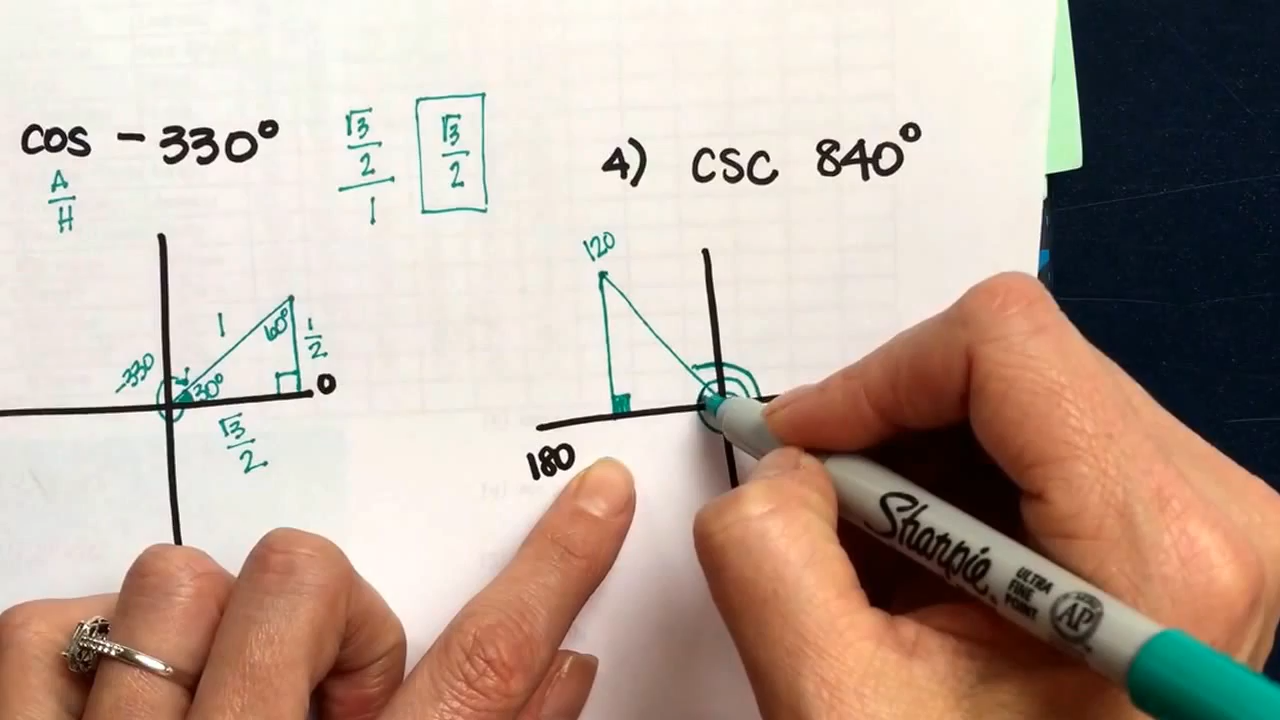 cos -330°
A
H
√3
2
1
√3
2
-330
1
60°
30°
1
2
0
√3
2
4) CSC 840°
120
180
Sharpie
ULTRA
FINE
POINT
AP